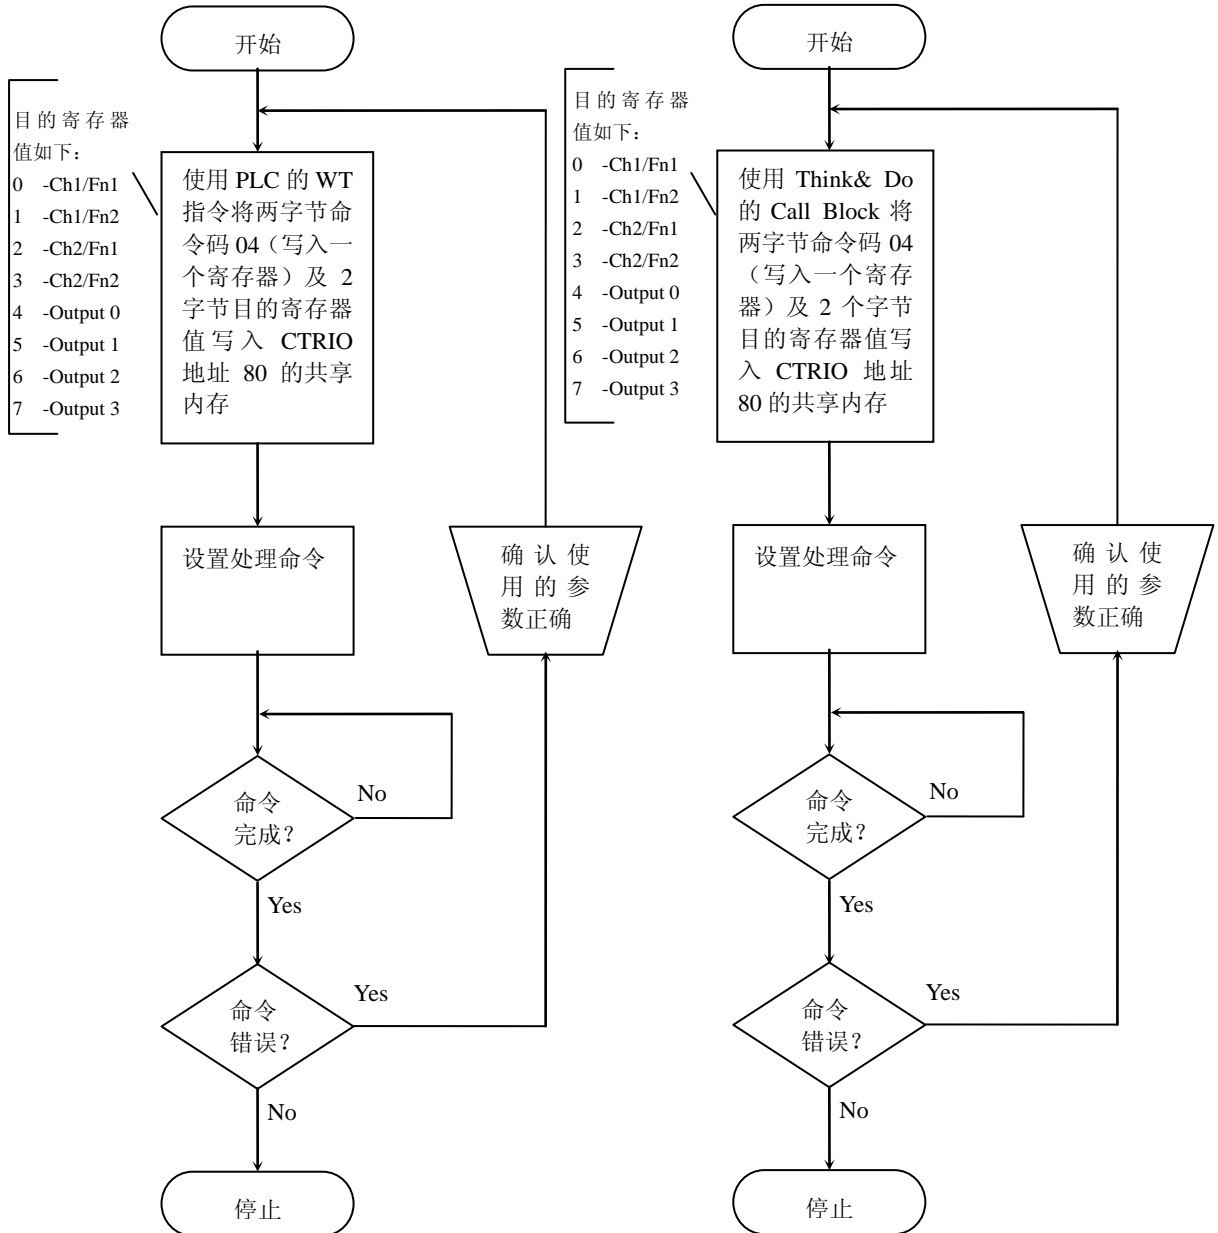 开始
目的寄存器
值如下：
0 -Ch1/Fn1
1 -Ch1/Fn2
2 -Ch2/Fn1
3 -Ch2/Fn2
4 -Output 0
5 -Output 1
6 -Output 2
7 -Output 3
使用 PLC 的 WT
指令将两字节命
令码 04（写入一
个寄存器）及 2
字节目的寄存器
值写入 CTRIO
地址 80 的共享
内存
设置处理命令
确认使
用的参
数正确
命令
完成？
No
Yes
命令
错误？
Yes
No
停止
开始
目的寄存器
值如下：
0 -Ch1/Fn1
1 -Ch1/Fn2
2 -Ch2/Fn1
3 -Ch2/Fn2
4 -Output 0
5 -Output 1
6 -Output 2
7 -Output 3
使用 Think& Do
的 Call Block 将
两字节命令码 04
（写入一个寄存
器）及 2 个字节
目的寄存器值写
入 CTRIO 地址
80 的共享内存
设置处理命令
确认使
用的参
数正确
命令
完成？
No
Yes
命令
错误？
Yes
No
停止